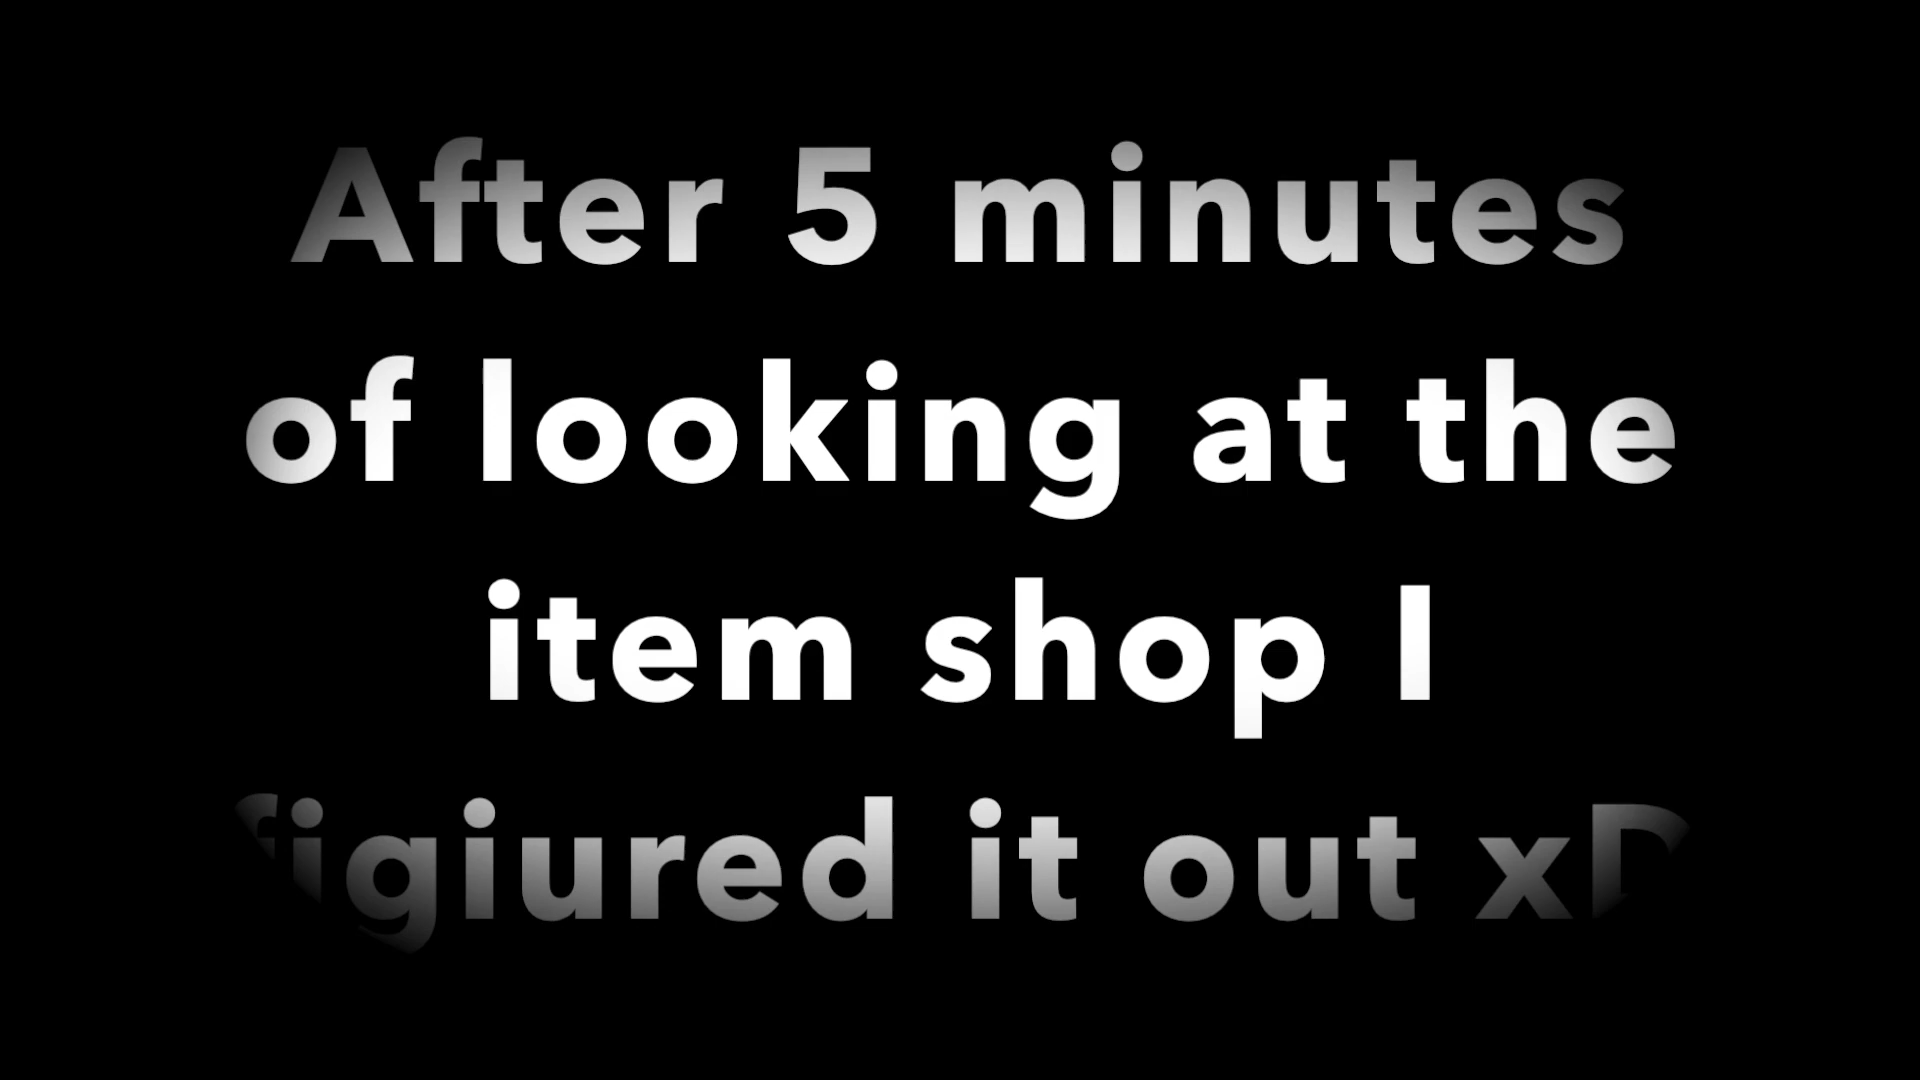 After 5 minutes
of looking at the
item shop I
figiured it out xD